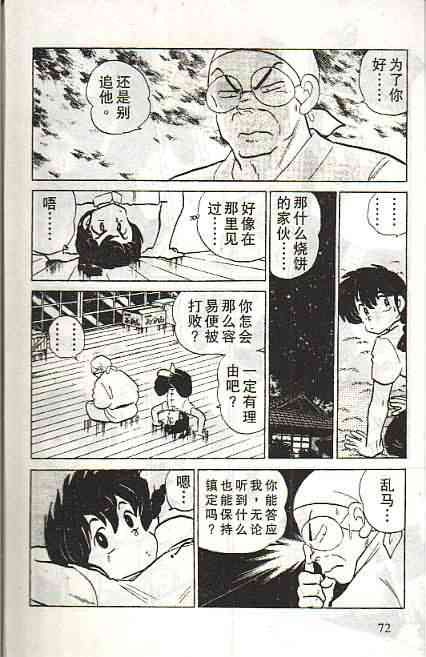 为了你
好……
还是别
追他。
…………
那什么烧饼
的家伙……
好像在
那里见
过……
唔……
你怎会
那么容
易便被
打败？
一定有理
由吧？
……
乱马……
你能答应
我，无论
听到什么
也能保持
镇定吗？
嗯……
72